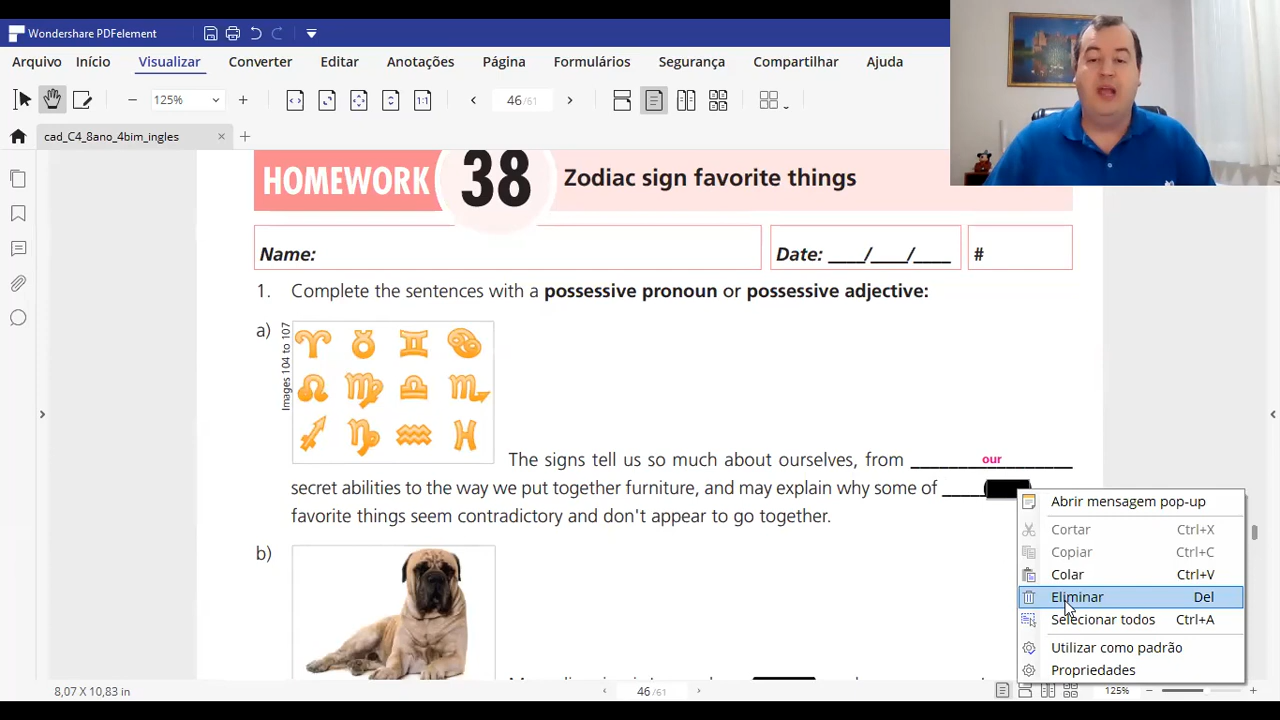 Wondershare PDFelement
Arquivo Início Visualizar Converter Editar Anotações Página Formulários Segurança Compartilhar Ajuda
125% 46/61
cad_C4_8ano_4bim_ingles
HOMEWORK 38 Zodiac sign favorite things
Name: Date: ____/____/____ #
1. Complete the sentences with a possessive pronoun or possessive adjective:
a)
Images 104 to 107
The signs tell us so much about ourselves, from our
secret abilities to the way we put together furniture, and may explain why some of
favorite things seem contradictory and don't appear to go together.
b)
Abrir mensagem pop-up
Cortar Ctrl+X
Copiar Ctrl+C
Colar Ctrl+V
Eliminar Del
Selecionar todos Ctrl+A
Utilizar como padrão
Propriedades
8,07 X 10,83 in 46/61 125%